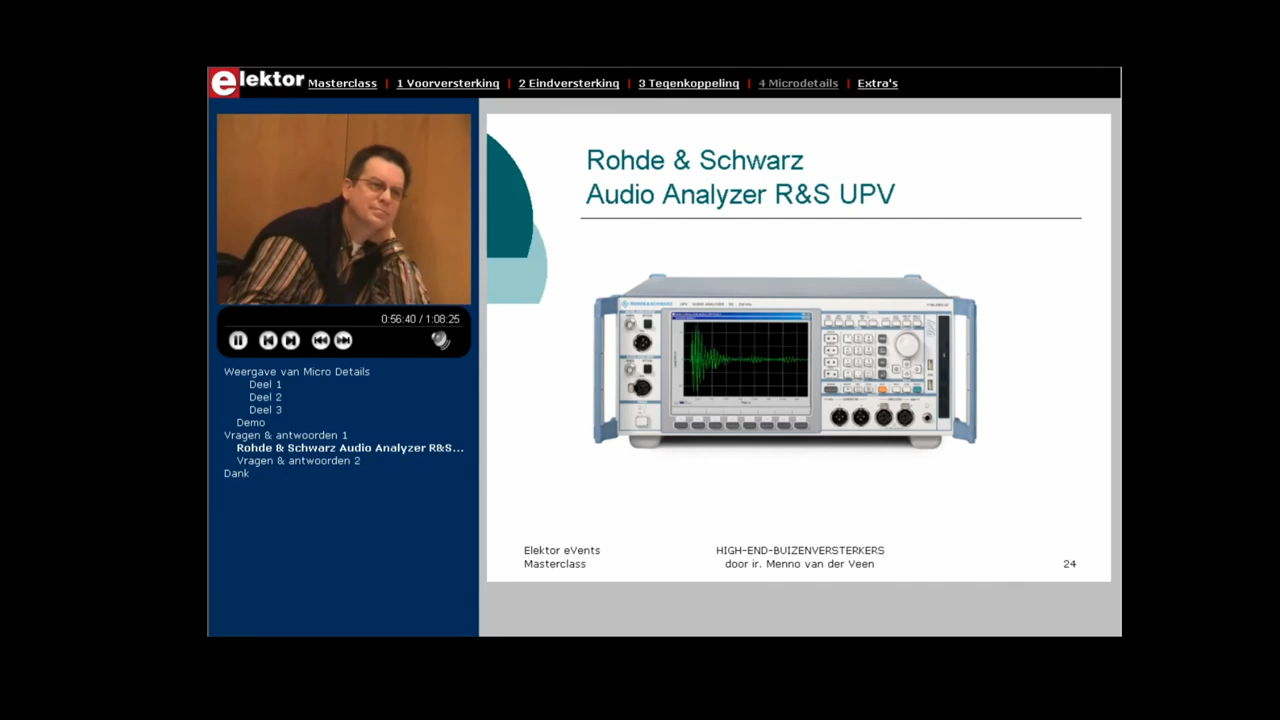 elektor
Masterclass | 1 Voorversterking | 2 Eindversterking | 3 Tegenkoppeling | 4 Microdetails | Extra's
0:56:40 / 1:08:25
Weergave van Micro Details
Deel 1
Deel 2
Deel 3
Demo
Vragen & antwoorden 1
Rohde & Schwarz Audio Analyzer R&S...
Vragen & antwoorden 2
Dank
Rohde & Schwarz
Audio Analyzer R&S UPV
ROHDE & SCHWARZ
Elektor eVents
Masterclass
HIGH-END-BUIZENVERSTERKERS
door ir. Menno van der Veen
24